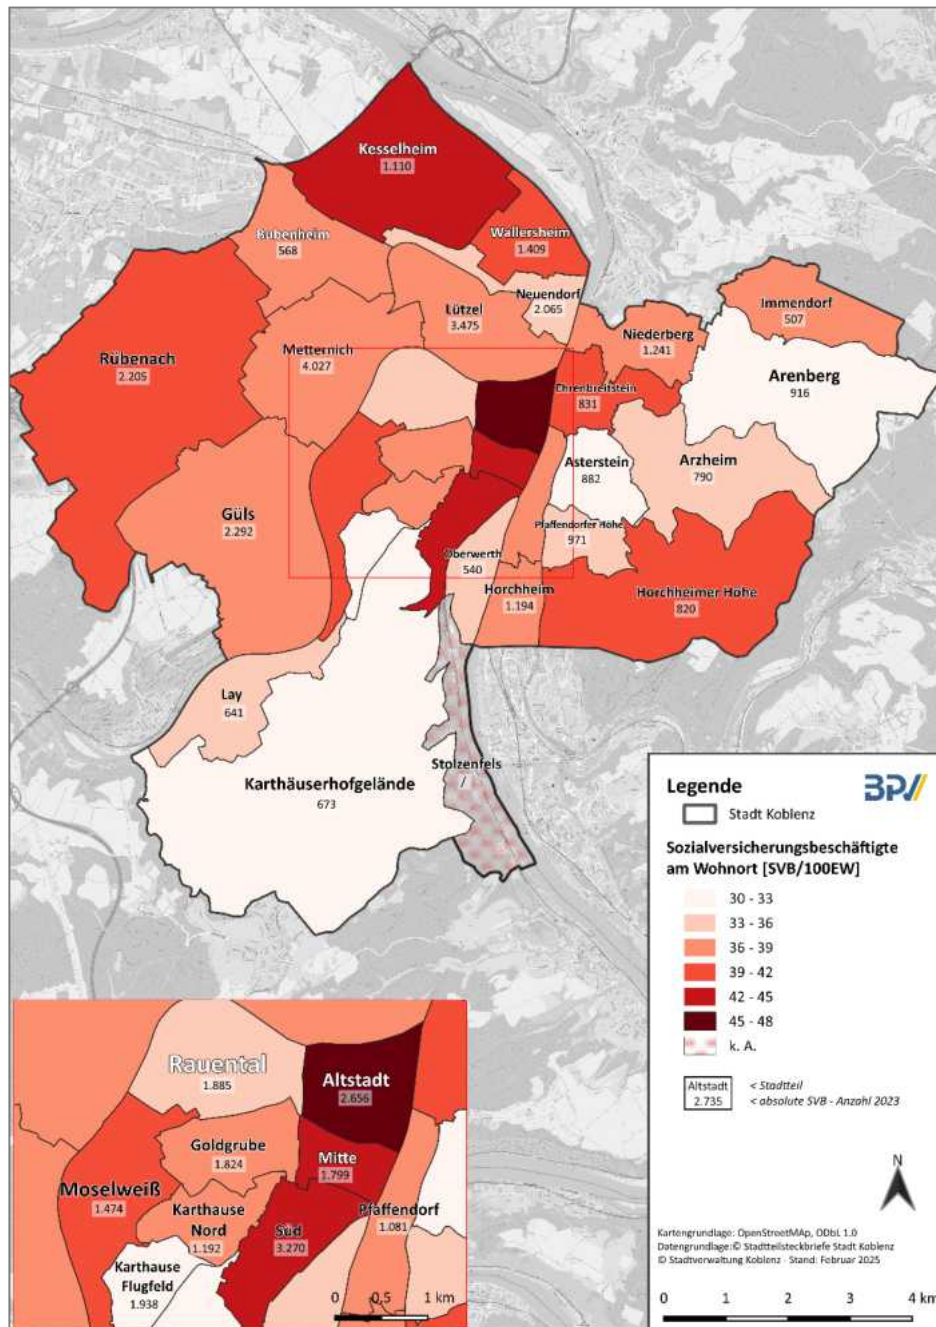 Kesselheim
1.110
Wallersheim
1.409
Bubenheim
568
Neuendorf
2.065
Lützel
3.475
Immendorf
507
Niederberg
1.241
Metternich
4.027
Rübenach
2.205
Arenberg
916
Ehrenbreitstein
831
Asterstein
882
Arzheim
790
Güls
2.292
Pfaffendorfer Höhe
971
Oberwerth
540
Horchheim
1.194
Horchheimer Höhe
820
Lay
641
Stolzenfels
/
Karthäuserhofgelände
673
Legende
BPV
Stadt Koblenz
Sozialversicherungsbeschäftigte
am Wohnort [SVB/100EW]
30 - 33
33 - 36
36 - 39
39 - 42
42 - 45
45 - 48
k. A.
Altstadt
2.735
< Stadtteil
< absolute SVB - Anzahl 2023
N
Kartengrundlage: OpenStreetMAp, ODbL 1.0
Datengrundlage:© Stadtteilsteckbriefe Stadt Koblenz
© Stadtverwaltung Koblenz - Stand: Februar 2025
0 1 2 3 4 km
Rauental
1.885
Altstadt
2.656
Goldgrube
1.824
Mitte
1.799
Moselweiß
1.474
Karthause
Nord
1.192
Süd
3.270
Pfaffendorf
1.081
Karthause
Flugfeld
1.938
0 0,5 1 km